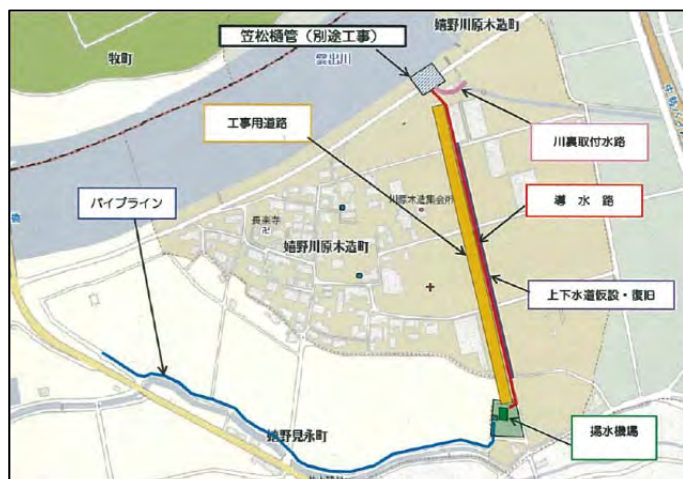 笠松樋管（別途工事）
嬉野川原木造町
牧町
雲出川
工事用道路
川裏取付水路
パイプライン
長楽寺
川原木造集会所
導 水 路
嬉野川原木造町
上下水道仮設・復旧
嬉野見永町
揚水機場